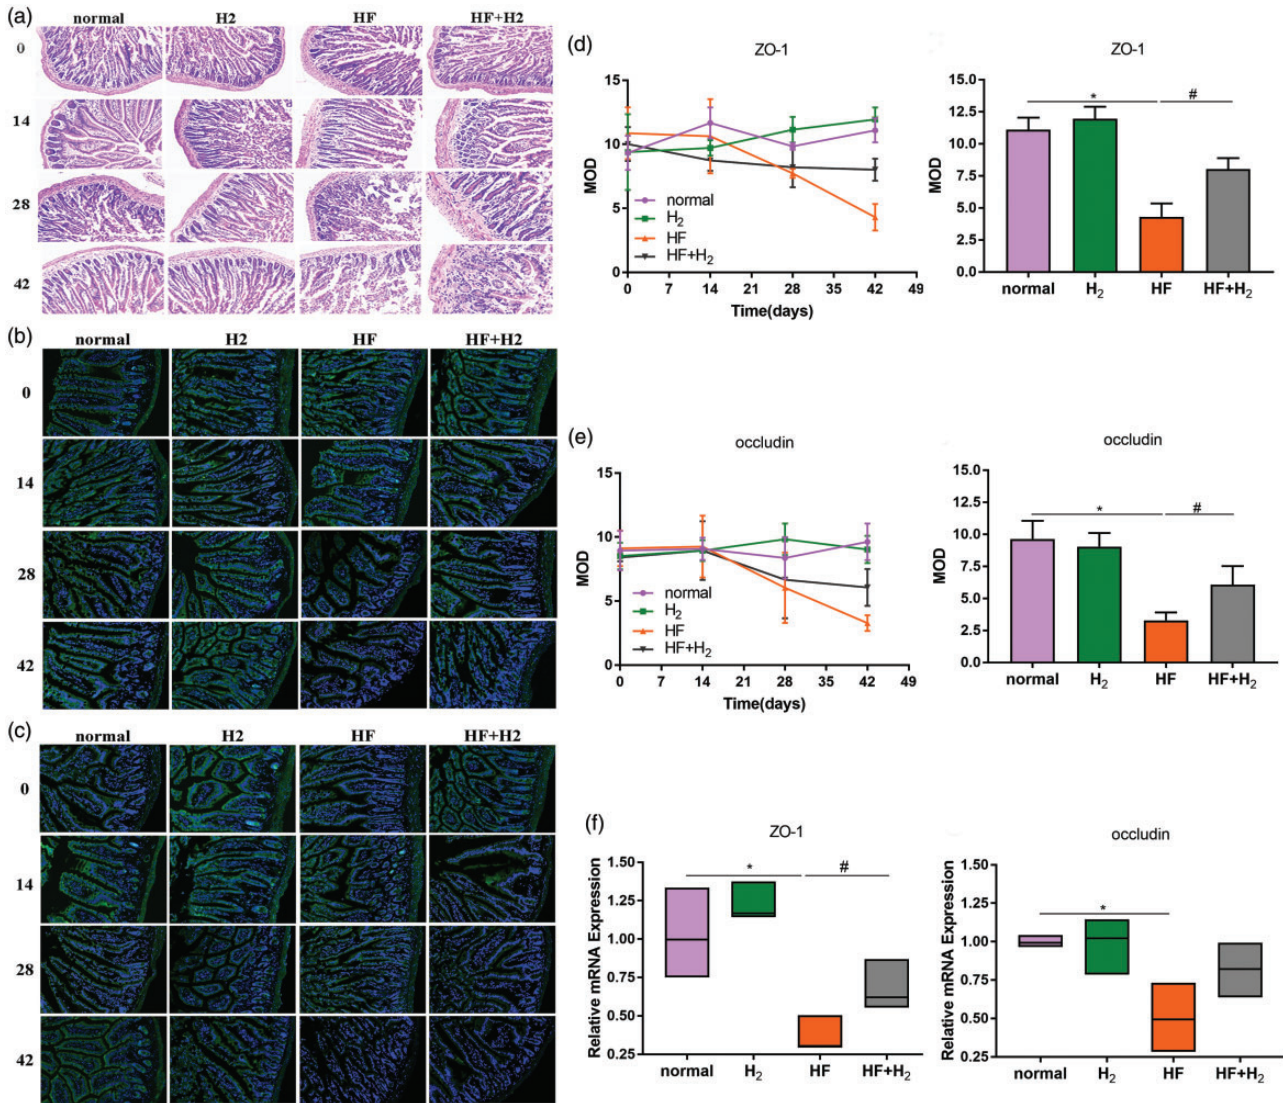 (a)
normal H2 HF HF+H2
0
14
28
42
(b)
normal H2 HF HF+H2
0
14
28
42
(c)
normal H2 HF HF+H2
0
14
28
42
(d)
ZO-1
15
10
5
0
MOD
normal
H2
HF
HF+H2
0 7 14 21 28 35 42 49
Time(days)
ZO-1
15.0
12.5
10.0
7.5
5.0
2.5
0.0
MOD
* #
normal H2 HF HF+H2
(e)
occludin
15
10
5
0
MOD
normal
H2
HF
HF+H2
0 7 14 21 28 35 42 49
Time(days)
occludin
15.0
12.5
10.0
7.5
5.0
2.5
0.0
MOD
* #
normal H2 HF HF+H2
(f)
ZO-1
1.50
1.25
1.00
0.75
0.50
0.25
Relative mRNA Expression
* #
normal H2 HF HF+H2
occludin
1.50
1.25
1.00
0.75
0.50
0.25
Relative mRNA Expression
*
normal H2 HF HF+H2